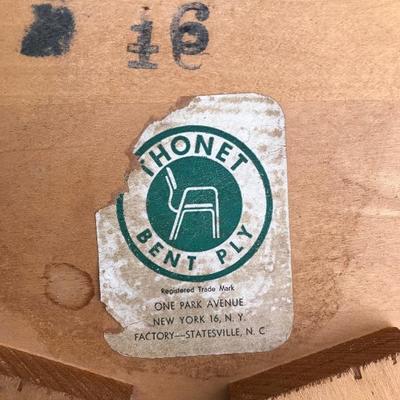 16
THONET
BENT PLY
Registered Trade Mark
ONE PARK AVENUE
NEW YORK 16, N. Y.
FACTORY—STATESVILLE, N. C